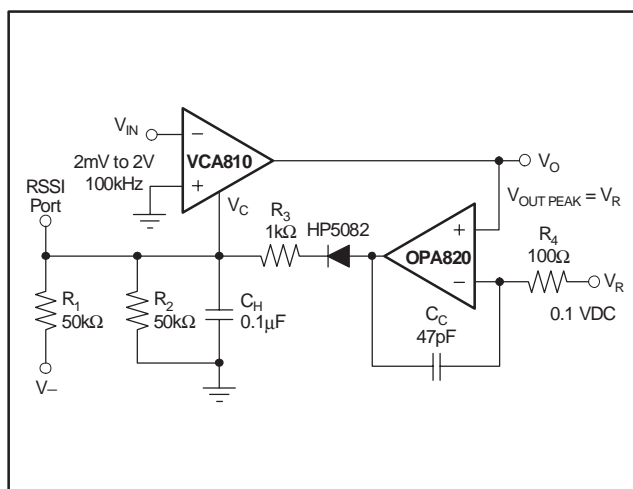 V_IN
2mV to 2V
100kHz
−
VCA810
+
V_C
V_O
V_OUT PEAK = V_R
RSSI
Port
R_3
1kΩ
HP5082
+
OPA820
−
R_4
100Ω
V_R
0.1 VDC
R_1
50kΩ
V−
R_2
50kΩ
C_H
0.1μF
C_C
47pF